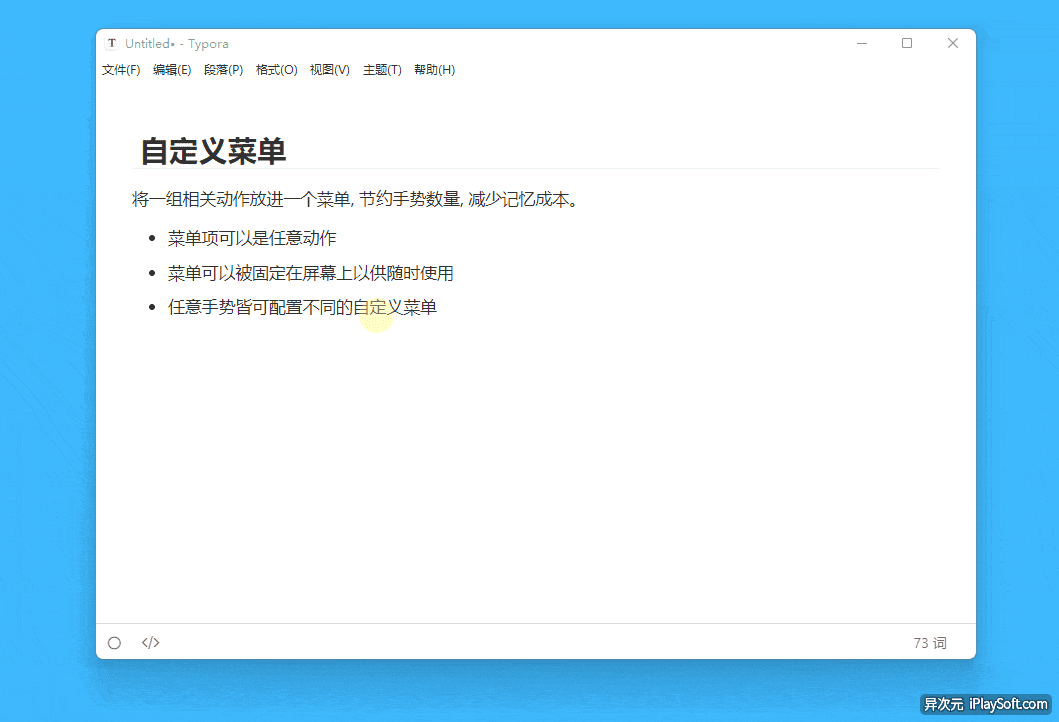 T Untitled• - Typora
文件(F) 编辑(E) 段落(P) 格式(O) 视图(V) 主题(T) 帮助(H)
自定义菜单
将一组相关动作放进一个菜单, 节约手势数量, 减少记忆成本。
• 菜单项可以是任意动作
• 菜单可以被固定在屏幕上以供随时使用
• 任意手势皆可配置不同的自定义菜单
</> 73 词
异次元 iPlaySoft.com